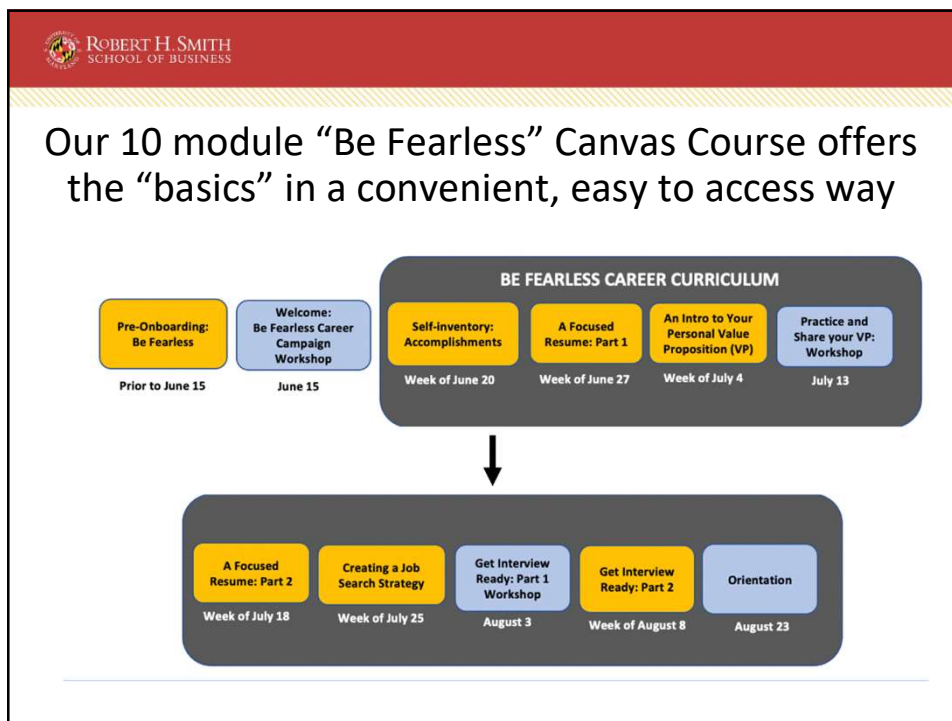 UNIVERSITY OF
MARYLAND
ROBERT H. SMITH
SCHOOL OF BUSINESS
Our 10 module “Be Fearless” Canvas Course offers
the “basics” in a convenient, easy to access way
BE FEARLESS CAREER CURRICULUM
Pre-Onboarding:
Be Fearless
Prior to June 15
Welcome:
Be Fearless Career
Campaign
Workshop
June 15
Self-inventory:
Accomplishments
Week of June 20
A Focused
Resume: Part 1
Week of June 27
An Intro to Your
Personal Value
Proposition (VP)
Week of July 4
Practice and
Share your VP:
Workshop
July 13
A Focused
Resume: Part 2
Week of July 18
Creating a Job
Search Strategy
Week of July 25
Get Interview
Ready: Part 1
Workshop
August 3
Get Interview
Ready: Part 2
Week of August 8
Orientation
August 23